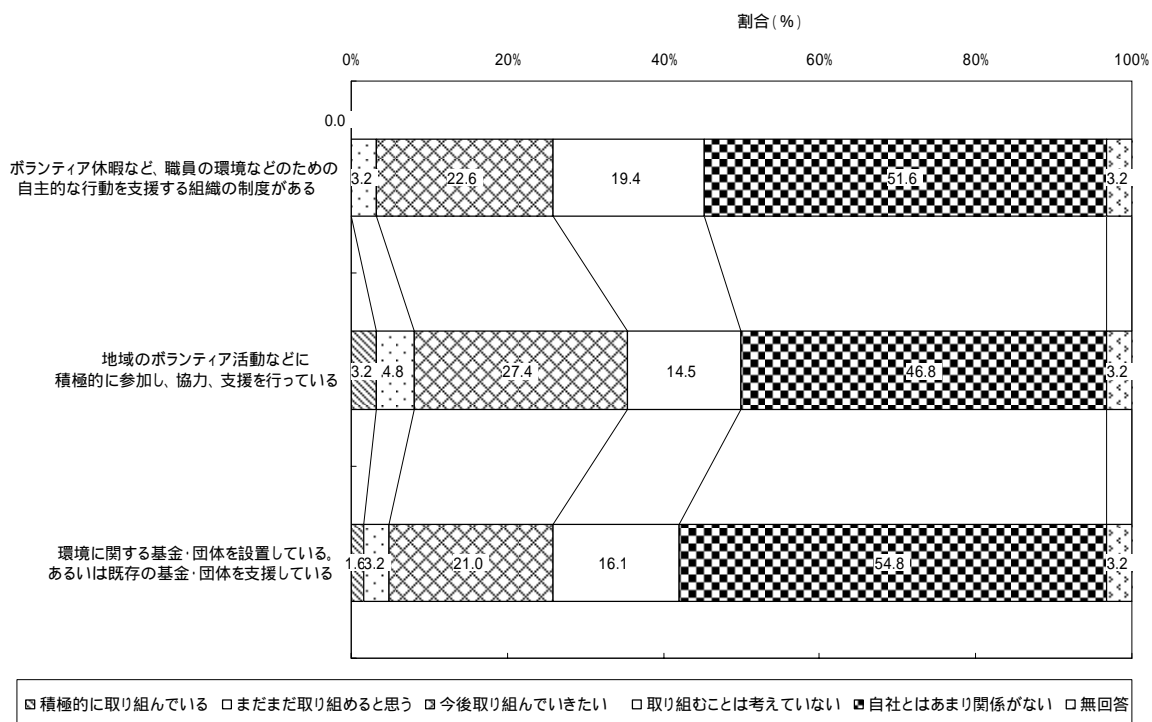 割合(%)
0% 20% 40% 60% 80% 100%
0.0
ボランティア休暇など、職員の環境などのための
自主的な行動を支援する組織の制度がある
3.2 22.6 19.4 51.6 3.2
地域のボランティア活動などに
積極的に参加し、協力、支援を行っている
3.2 4.8 27.4 14.5 46.8 3.2
環境に関する基金・団体を設置している。
あるいは既存の基金・団体を支援している
1.6 3.2 21.0 16.1 54.8 3.2
積極的に取り組んでいる まだまだ取り組めると思う 今後取り組んでいきたい 取り組むことは考えていない 自社とはあまり関係がない 無回答